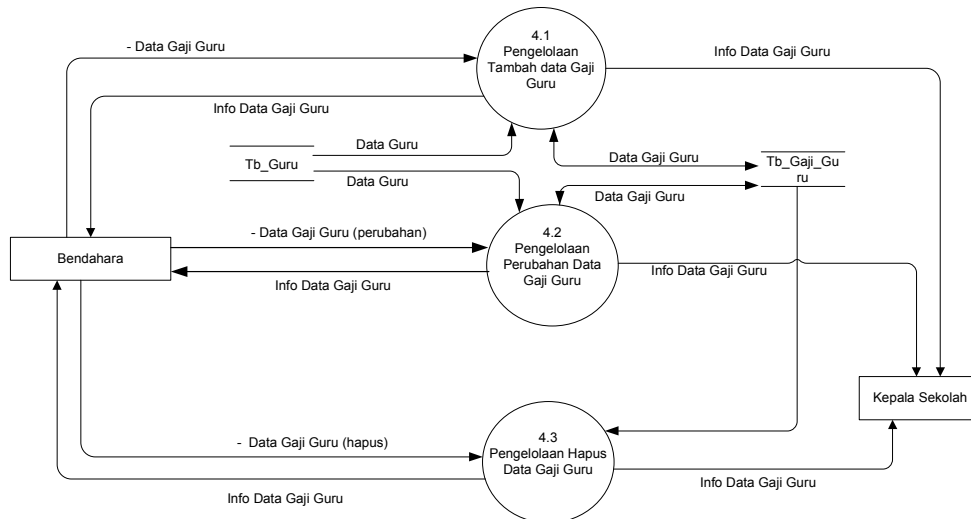 4.1
Pengelolaan
Tambah data Gaji
Guru
- Data Gaji Guru
Info Data Gaji Guru
Info Data Gaji Guru
Data Guru
Tb_Guru
Data Guru
Data Gaji Guru
Tb_Gaji_Gu
ru
Data Gaji Guru
4.2
Pengelolaan
Perubahan Data
Gaji Guru
- Data Gaji Guru (perubahan)
Bendahara
Info Data Gaji Guru
Info Data Gaji Guru
Kepala Sekolah
4.3
Pengelolaan Hapus
Data Gaji Guru
- Data Gaji Guru (hapus)
Info Data Gaji Guru
Info Data Gaji Guru